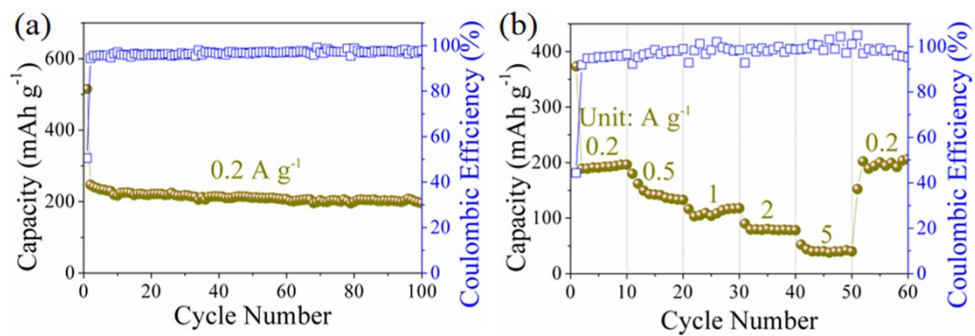 (a)
Capacity (mAh g⁻¹)
600
400
200
0
0.2 A g⁻¹
0 20 40 60 80 100
Cycle Number
100
80
60
40
20
0
Coulombic Efficiency (%)
(b)
Capacity (mAh g⁻¹)
400
300
200
100
0
Unit: A g⁻¹
0.2
0.5
1
2
5
0.2
0 10 20 30 40 50 60
Cycle Number
100
80
60
40
20
0
Coulombic Efficiency (%)